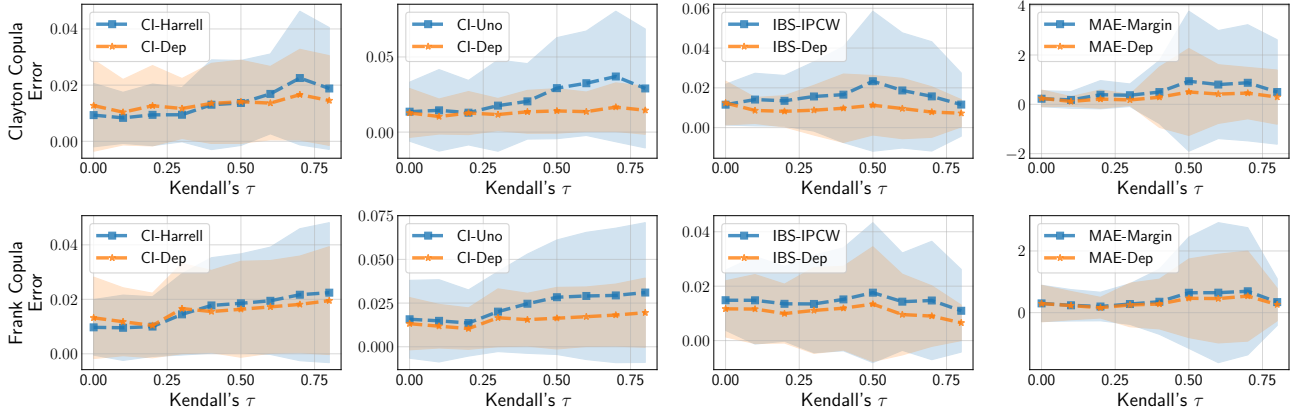 Clayton Copula
Error
0.04
0.02
0.00
CI-Harrell
CI-Dep
0.00
0.25
0.50
0.75
Kendall's τ
0.05
0.00
CI-Uno
CI-Dep
0.00
0.25
0.50
0.75
Kendall's τ
0.06
0.04
0.02
0.00
IBS-IPCW
IBS-Dep
0.00
0.25
0.50
0.75
Kendall's τ
4
2
0
−2
MAE-Margin
MAE-Dep
0.00
0.25
0.50
0.75
Kendall's τ
Frank Copula
Error
0.04
0.02
0.00
CI-Harrell
CI-Dep
0.00
0.25
0.50
0.75
Kendall's τ
0.075
0.050
0.025
0.000
CI-Uno
CI-Dep
0.00
0.25
0.50
0.75
Kendall's τ
0.04
0.02
0.00
IBS-IPCW
IBS-Dep
0.00
0.25
0.50
0.75
Kendall's τ
2
0
MAE-Margin
MAE-Dep
0.00
0.25
0.50
0.75
Kendall's τ